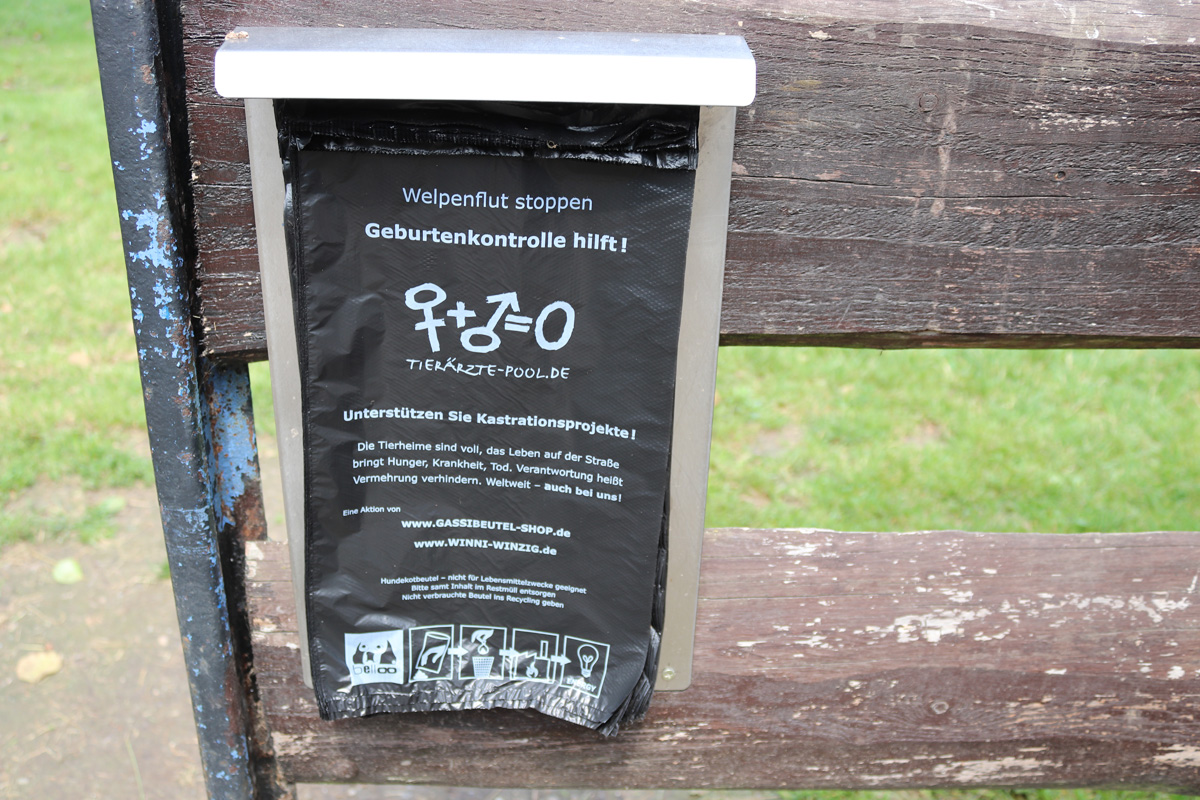 Welpenflut stoppen
Geburtenkontrolle hilft!
♀+♂=0
TIERÄRZTE-POOL.DE
Unterstützen Sie Kastrationsprojekte!
Die Tierheime sind voll, das Leben auf der Straße
bringt Hunger, Krankheit, Tod. Verantwortung heißt
Vermehrung verhindern. Weltweit – auch bei uns!
Eine Aktion von
www.GASSIBEUTEL-SHOP.de
www.WINNI-WINZIG.de
Hundekotbeutel – nicht für Lebensmittelzwecke geeignet
Bitte samt Inhalt im Restmüll entsorgen
Nicht verbrauchte Beutel ins Recycling geben
belloo
ENERGY